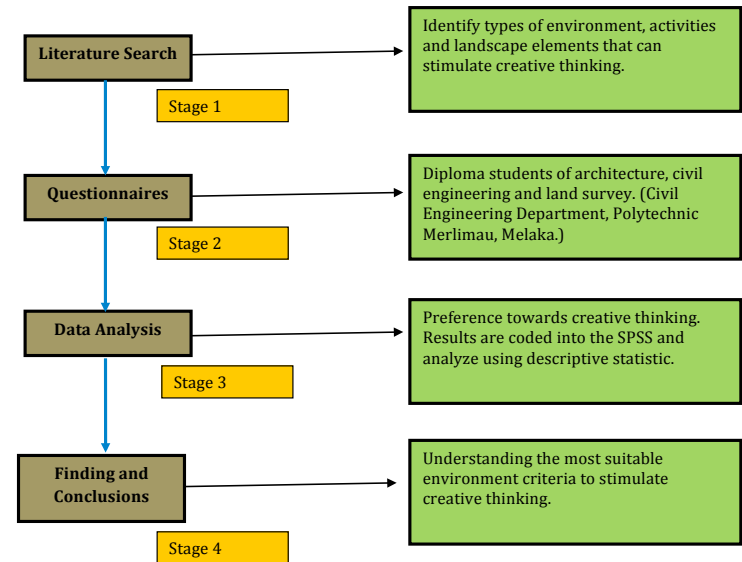 Literature Search
Identify types of environment, activities
and landscape elements that can
stimulate creative thinking.
Stage 1
Questionnaires
Diploma students of architecture, civil
engineering and land survey. (Civil
Engineering Department, Polytechnic
Merlimau, Melaka.)
Stage 2
Data Analysis
Preference towards creative thinking.
Results are coded into the SPSS and
analyze using descriptive statistic.
Stage 3
Finding and
Conclusions
Understanding the most suitable
environment criteria to stimulate
creative thinking.
Stage 4